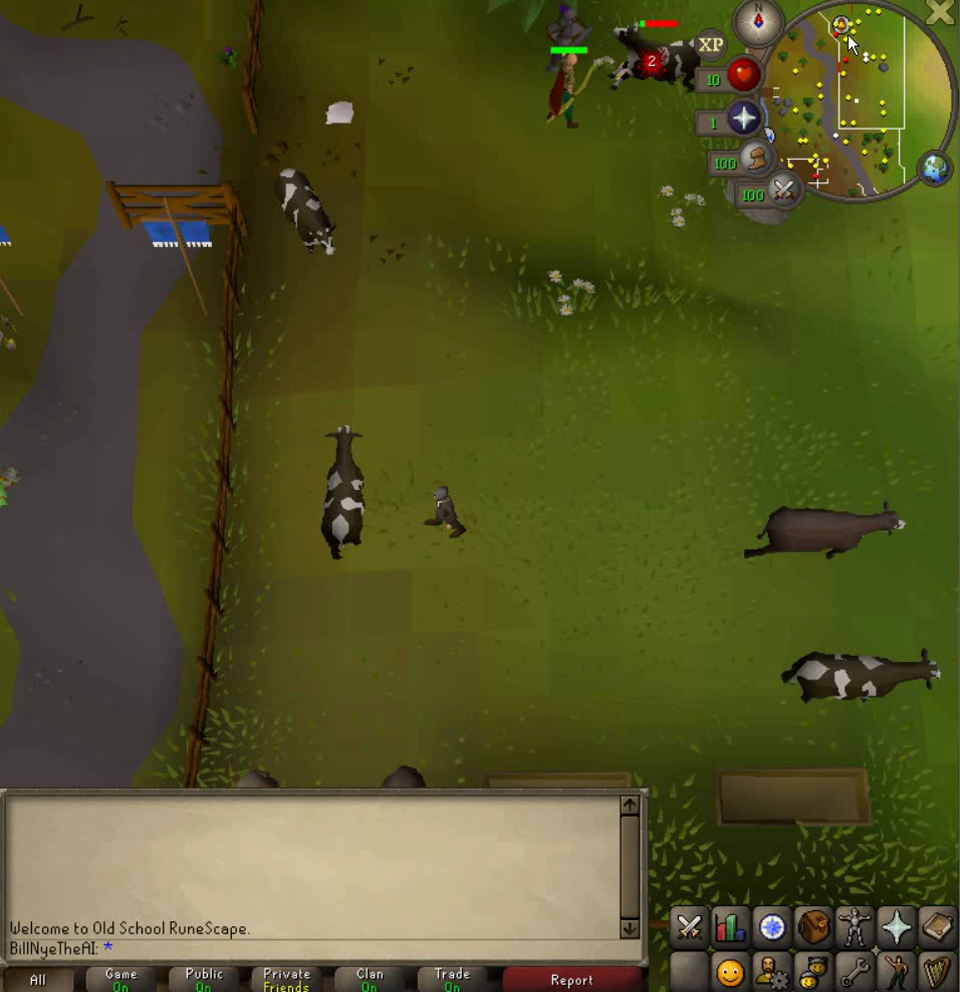 N
XP
2
10
1
100
100
Welcome to Old School RuneScape.
BillNyeTheAI: *
All
Game
On
Public
On
Private
Friends
Clan
On
Trade
On
Report